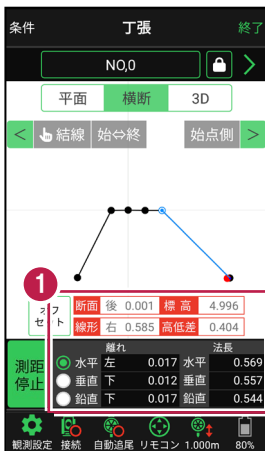 条件 丁張 終了
NO,0
平面 横断 3D
< 結線 始⇔終 始点側 >
1
オフセット 断面 後 0.001 標高 4.996
線形 右 0.585 高低差 0.404
離れ 法長
測距停止 水平 左 0.017 水平 0.569
垂直 下 0.012 垂直 0.557
鉛直 下 0.017 鉛直 0.544
観測設定 接続 自動追尾 リモコン 1.000m 80%